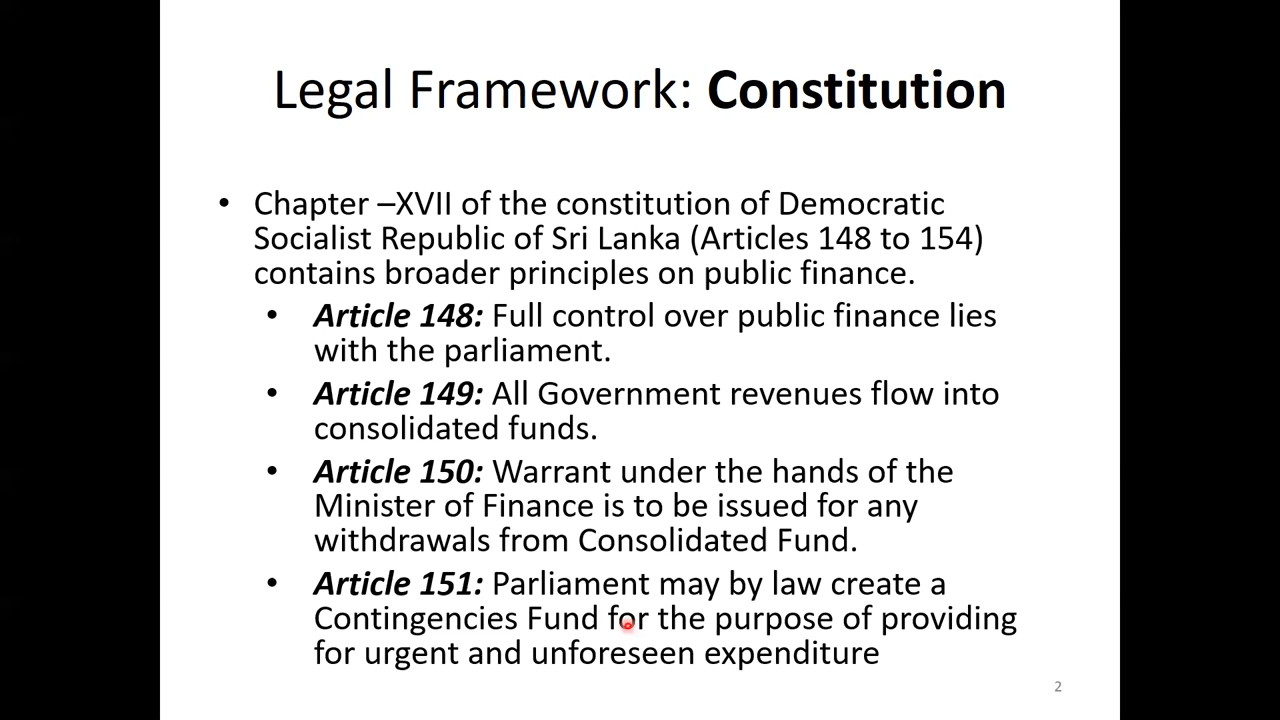 Legal Framework: Constitution
• Chapter –XVII of the constitution of Democratic
Socialist Republic of Sri Lanka (Articles 148 to 154)
contains broader principles on public finance.
• Article 148: Full control over public finance lies
with the parliament.
• Article 149: All Government revenues flow into
consolidated funds.
• Article 150: Warrant under the hands of the
Minister of Finance is to be issued for any
withdrawals from Consolidated Fund.
• Article 151: Parliament may by law create a
Contingencies Fund for the purpose of providing
for urgent and unforeseen expenditure
2